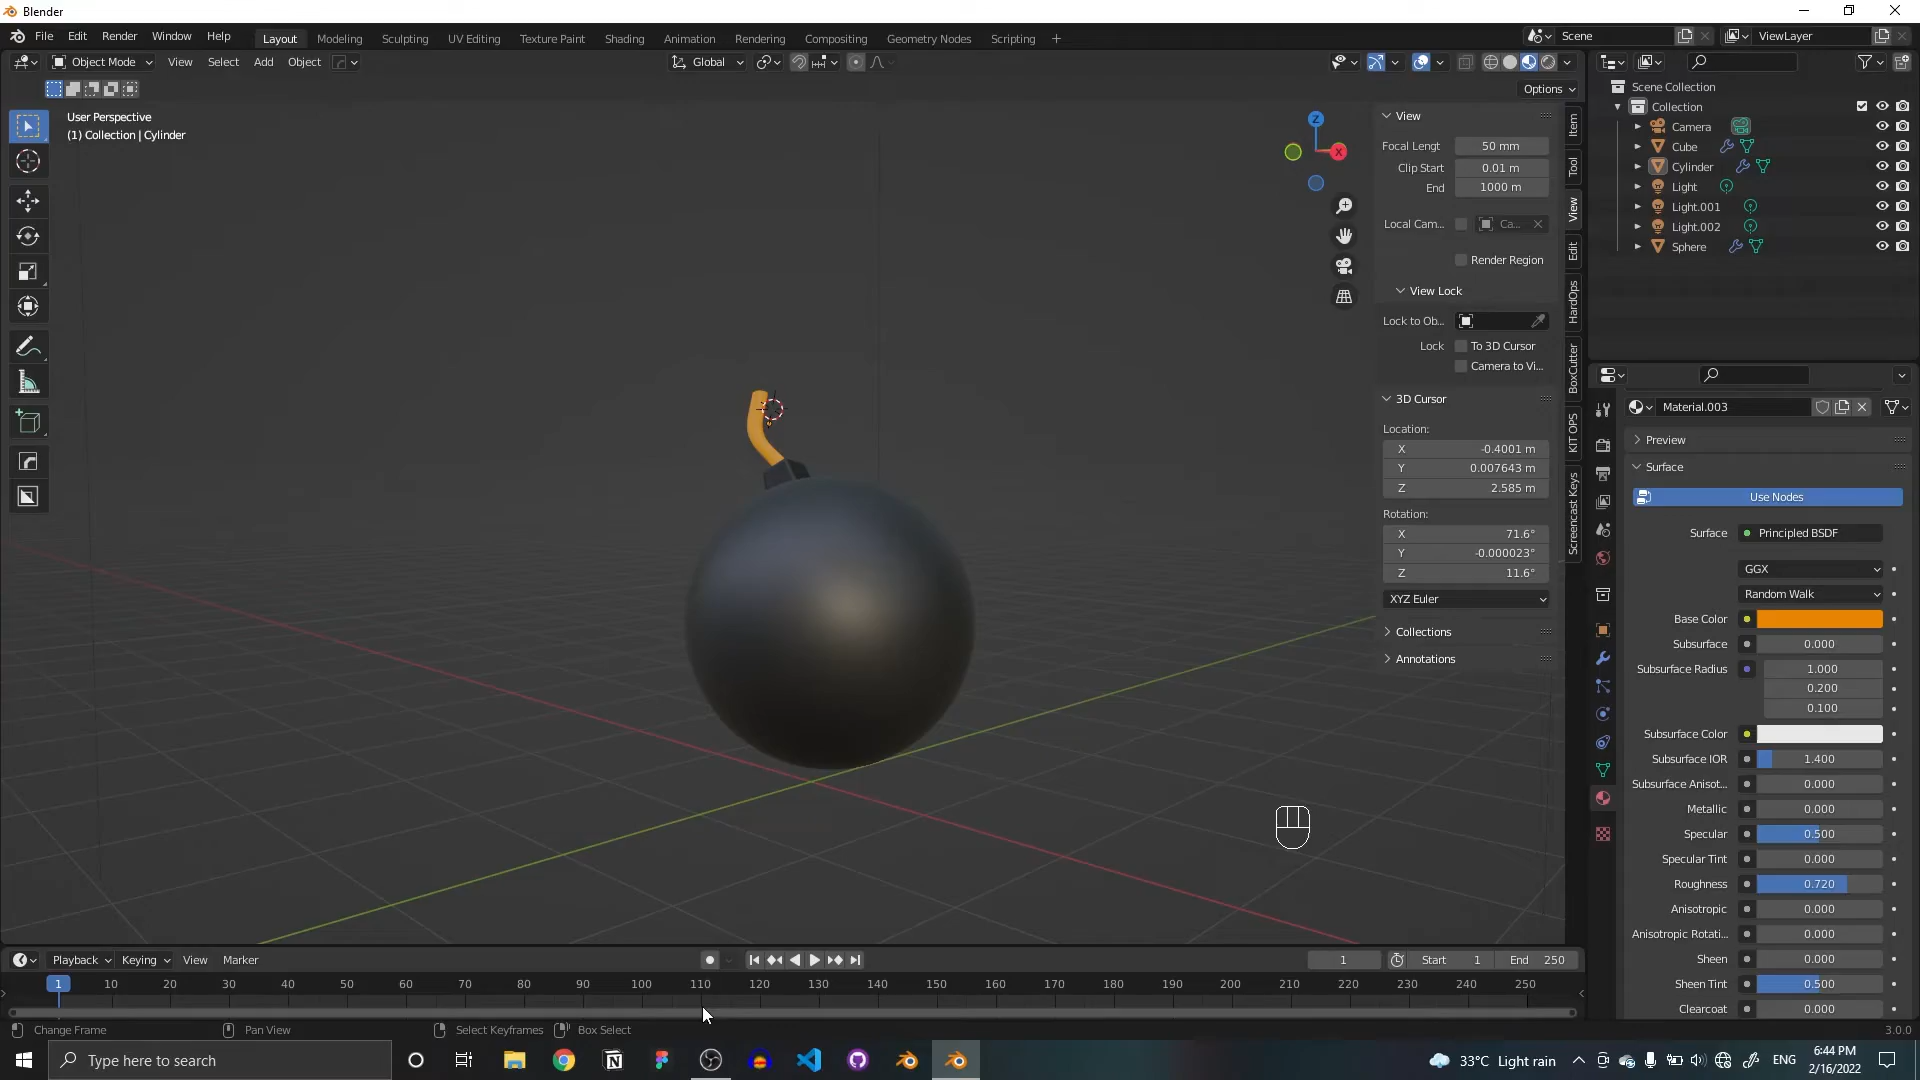 Blender
File Edit Render Window Help
Layout Modeling Sculpting UV Editing Texture Paint Shading Animation Rendering Compositing Geometry Nodes Scripting +
Scene
ViewLayer
Object Mode View Select Add Object
Global
Options
User Perspective
(1) Collection | Cylinder
Z
X
View
Focal Lengt 50 mm
Clip Start 0.01 m
End 1000 m
Local Cam... Ca...
Render Region
View Lock
Lock to Ob...
Lock To 3D Cursor
Camera to Vi...
3D Cursor
Location:
X -0.4001 m
Y 0.007643 m
Z 2.585 m
Rotation:
X 71.6°
Y -0.000023°
Z 11.6°
XYZ Euler
Collections
Annotations
Item
Tool
View
Edit
HardOps
BoxCutter
KIT OPS
Screencast Keys
Scene Collection
Collection
Camera
Cube
Cylinder
Light
Light.001
Light.002
Sphere
Material.003
Preview
Surface
Use Nodes
Surface Principled BSDF
GGX
Random Walk
Base Color
Subsurface 0.000
Subsurface Radius 1.000
0.200
0.100
Subsurface Color
Subsurface IOR 1.400
Subsurface Anisot... 0.000
Metallic 0.000
Specular 0.500
Specular Tint 0.000
Roughness 0.720
Anisotropic 0.000
Anisotropic Rotati... 0.000
Sheen 0.000
Sheen Tint 0.500
Clearcoat 0.000
Playback Keying View Marker
1 Start 1 End 250
1 10 20 30 40 50 60 70 80 90 100 110 120 130 140 150 160 170 180 190 200 210 220 230 240 250
Change Frame Pan View Select Keyframes Box Select
3.0.0
Type here to search
33°C Light rain
ENG
6:44 PM
2/16/2022